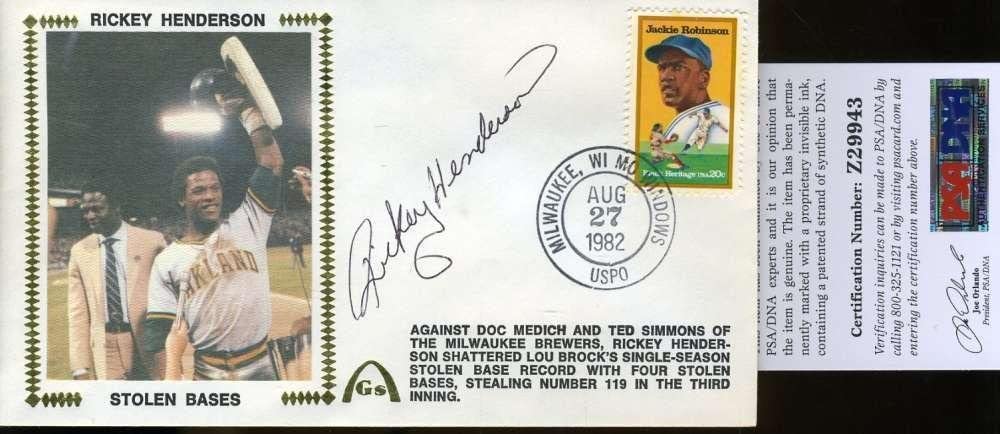 RICKEY HENDERSON
KLAND
STOLEN BASES
Rickey Henderson
Jackie Robinson
Black Heritage USA 20c
MILWAUKEE, WI MO WINDOWS
AUG
27
1982
USPO
AGAINST DOC MEDICH AND TED SIMMONS OF
THE MILWAUKEE BREWERS, RICKEY HENDER-
SON SHATTERED LOU BROCK'S SINGLE-SEASON
STOLEN BASE RECORD WITH FOUR STOLEN
BASES, STEALING NUMBER 119 IN THE THIRD
INNING.
Gs
PSA/DNA experts and it is our opinion that
the item is genuine. The item has been perma-
nently marked with a proprietary invisible ink,
containing a patented strand of synthetic DNA.
Certification Number: Z29943
Verification inquiries can be made to PSA/DNA by
calling 800-325-1121 or by visiting psacard.com and
entering the certification number above.
PSA DNA
AUTHENTICATION SERVICES
Joe Orlando
President, PSA/DNA